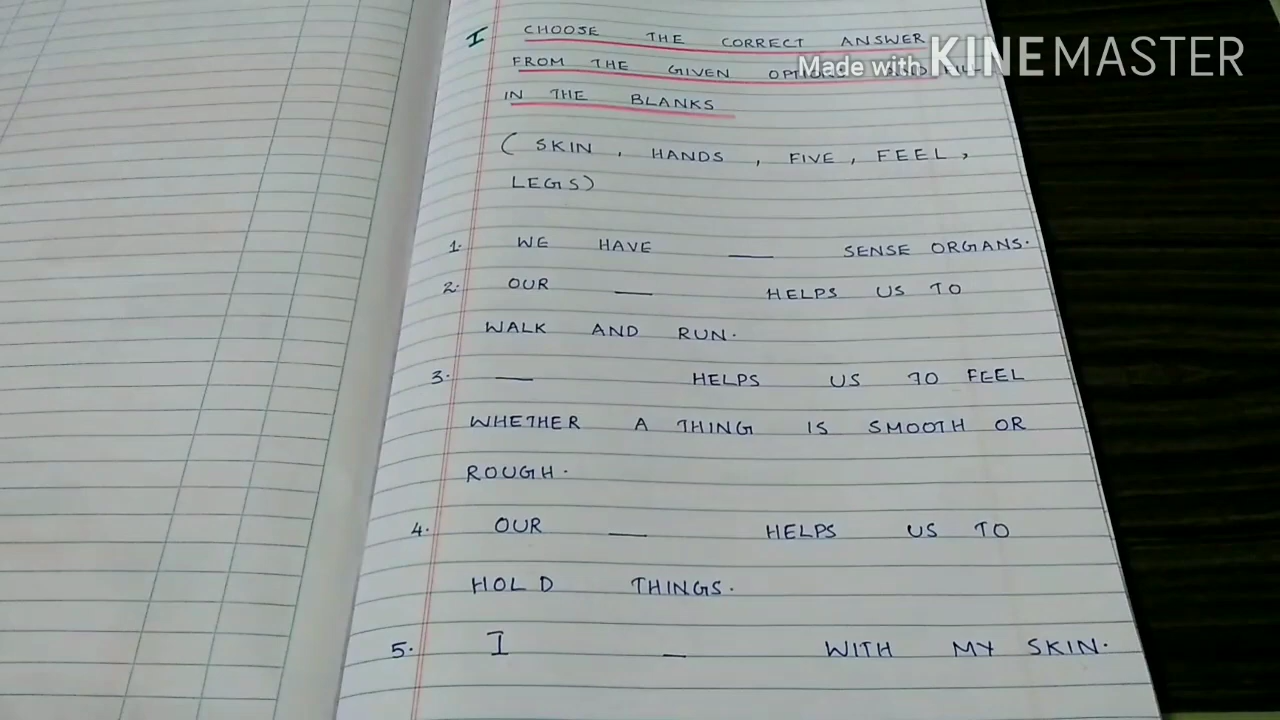 I CHOOSE THE CORRECT ANSWER
FROM THE GIVEN OPTIONS
IN THE BLANKS
Made with KINEMASTER
( SKIN , HANDS , FIVE , FEEL ,
LEGS)
1. WE HAVE ___ SENSE ORGANS.
2. OUR ___ HELPS US TO
WALK AND RUN.
3. ___ HELPS US TO FEEL
WHETHER A THING IS SMOOTH OR
ROUGH.
4. OUR ___ HELPS US TO
HOLD THINGS.
5. I ___ WITH MY SKIN.